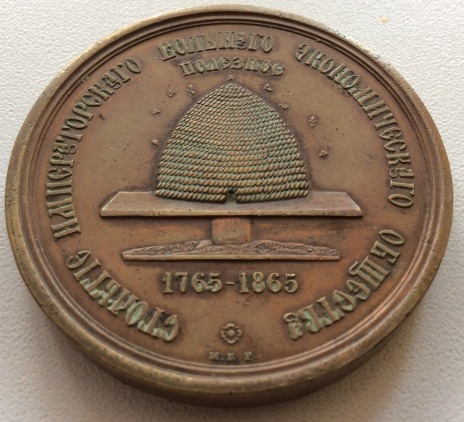 СТОЛѢТІЕ ИМПЕРАТОРСКАГО ВОЛЬНАГО ЭКОНОМИЧЕСКАГО ОБЩЕСТВА
ПОЛЕЗНОЕ
1765-1865